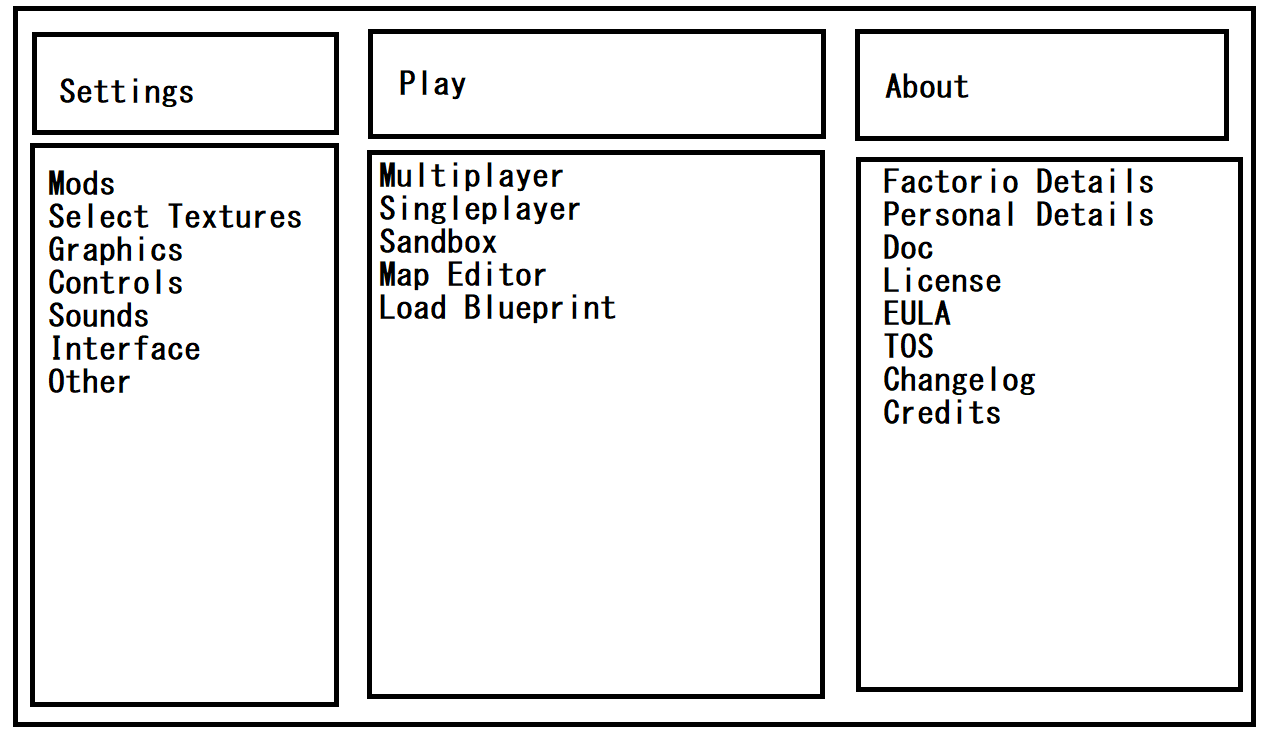 Settings
Mods
Select Textures
Graphics
Controls
Sounds
Interface
Other
Play
Multiplayer
Singleplayer
Sandbox
Map Editor
Load Blueprint
About
Factorio Details
Personal Details
Doc
License
EULA
TOS
Changelog
Credits